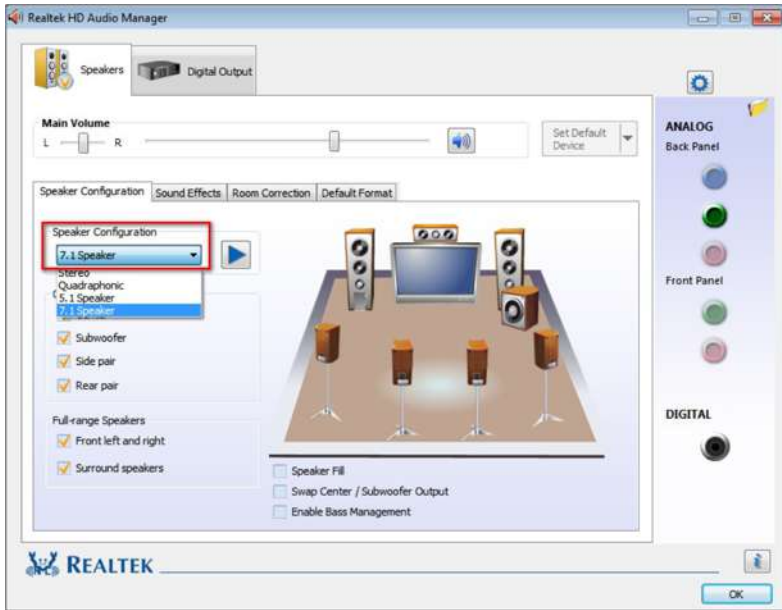 Realtek HD Audio Manager
Speakers
Digital Output
Main Volume
L
R
Set Default
Device
Speaker Configuration
Sound Effects
Room Correction
Default Format
Speaker Configuration
7.1 Speaker
Stereo
Quadraphonic
5.1 Speaker
7.1 Speaker
Subwoofer
Side pair
Rear pair
Full-range Speakers
Front left and right
Surround speakers
Speaker Fill
Swap Center / Subwoofer Output
Enable Bass Management
ANALOG
Back Panel
Front Panel
DIGITAL
REALTEK
OK